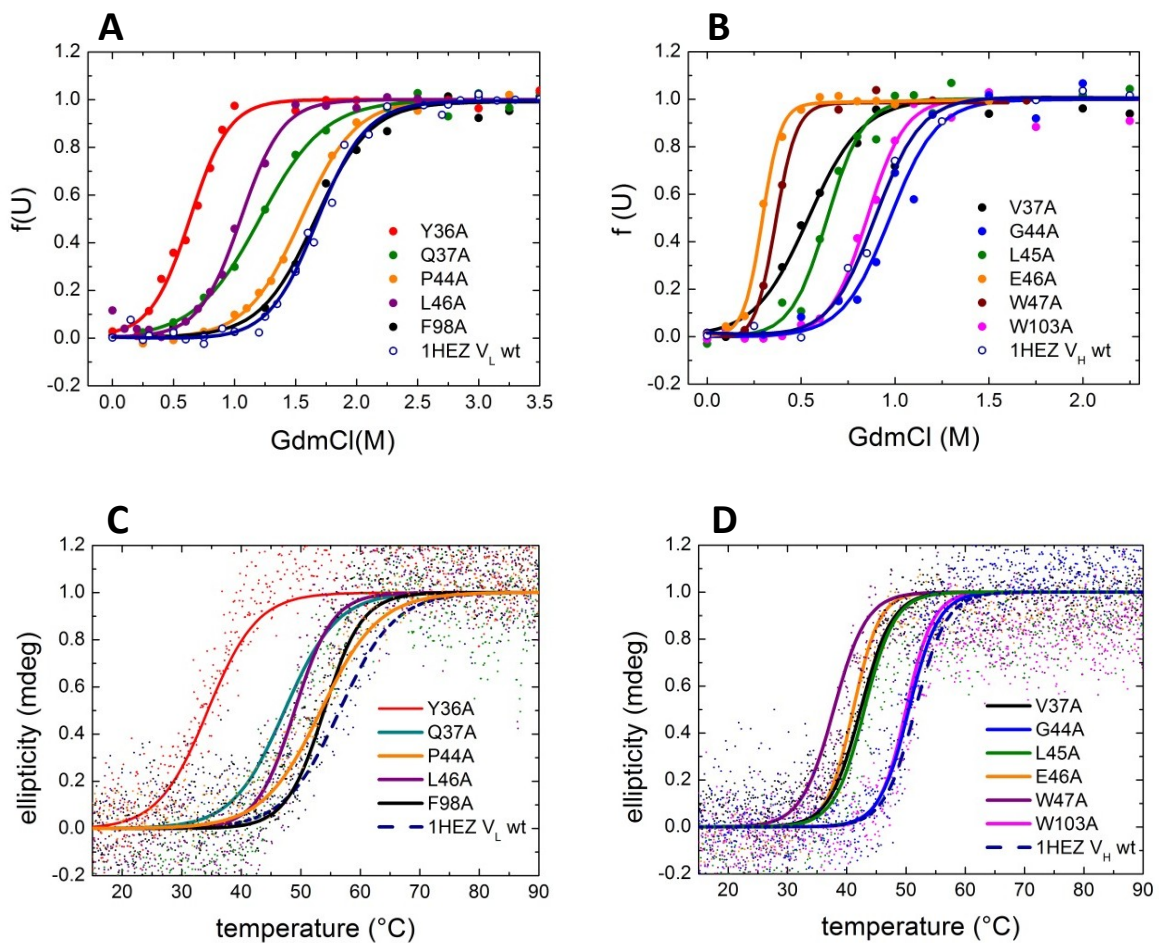 A
1.2
1.0
0.8
0.6
0.4
0.2
0.0
-0.2
f(U)
Y36A
Q37A
P44A
L46A
F98A
1HEZ V_L wt
0.0 0.5 1.0 1.5 2.0 2.5 3.0 3.5
GdmCl(M)
B
1.2
1.0
0.8
0.6
0.4
0.2
0.0
-0.2
f (U)
V37A
G44A
L45A
E46A
W47A
W103A
1HEZ V_H wt
0.0 0.5 1.0 1.5 2.0
GdmCl (M)
C
1.2
1.0
0.8
0.6
0.4
0.2
0.0
-0.2
ellipticity (mdeg)
Y36A
Q37A
P44A
L46A
F98A
1HEZ V_L wt
20 30 40 50 60 70 80 90
temperature (°C)
D
1.2
1.0
0.8
0.6
0.4
0.2
0.0
-0.2
ellipticity (mdeg)
V37A
G44A
L45A
E46A
W47A
W103A
1HEZ V_H wt
20 30 40 50 60 70 80 90
temperature (°C)